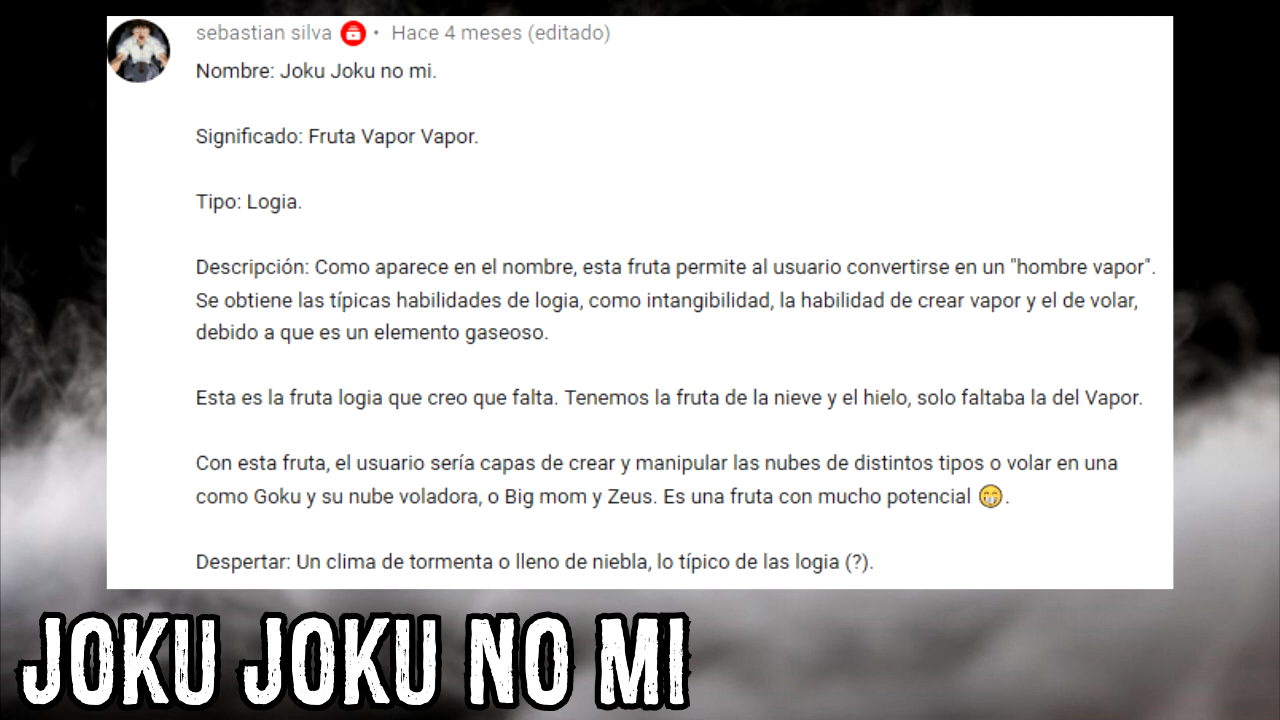 sebastian silva • Hace 4 meses (editado)
Nombre: Joku Joku no mi.
Significado: Fruta Vapor Vapor.
Tipo: Logia.
Descripción: Como aparece en el nombre, esta fruta permite al usuario convertirse en un "hombre vapor".
Se obtiene las típicas habilidades de logia, como intangibilidad, la habilidad de crear vapor y el de volar,
debido a que es un elemento gaseoso.
Esta es la fruta logia que creo que falta. Tenemos la fruta de la nieve y el hielo, solo faltaba la del Vapor.
Con esta fruta, el usuario sería capas de crear y manipular las nubes de distintos tipos o volar en una
como Goku y su nube voladora, o Big mom y Zeus. Es una fruta con mucho potencial 😁.
Despertar: Un clima de tormenta o lleno de niebla, lo típico de las logia (?).
JOKU JOKU NO MI